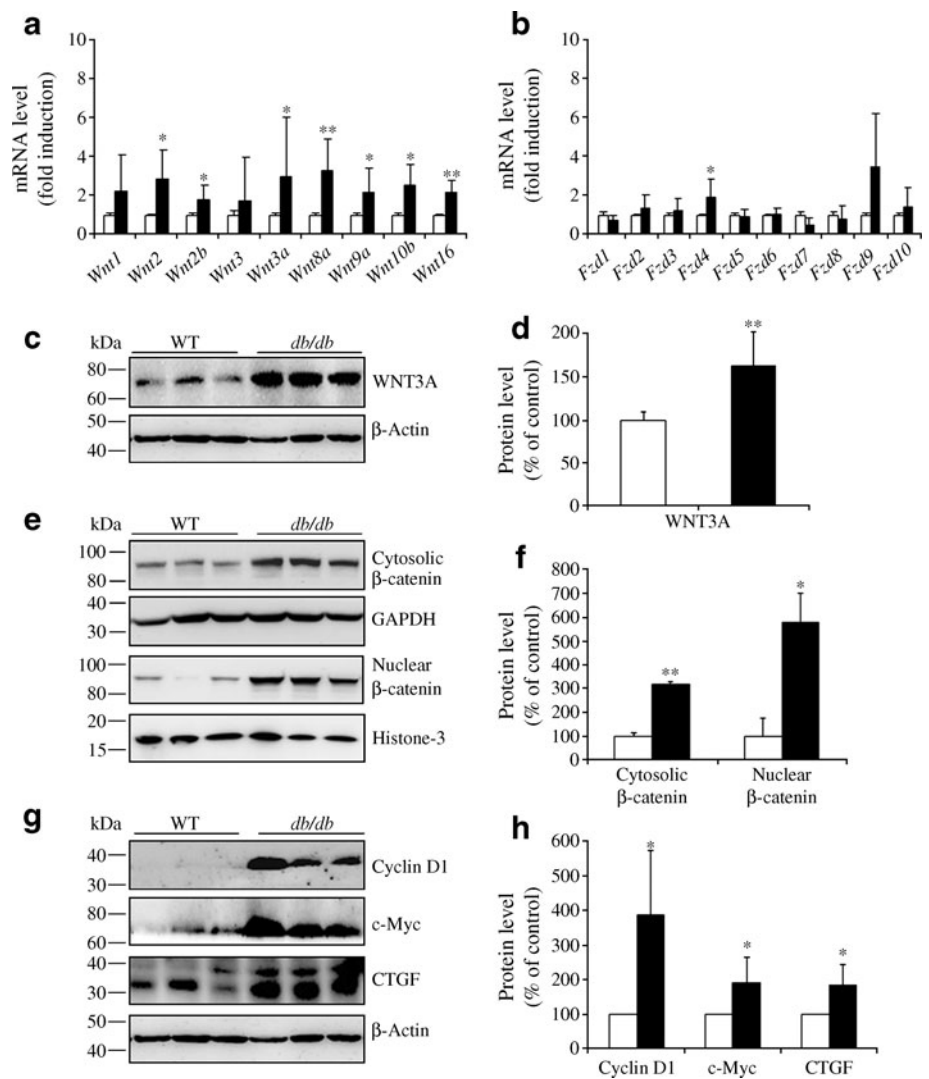 a
10
8
6
4
2
0
mRNA level
(fold induction)
*
*
*
**
*
*
**
Wnt1
Wnt2
Wnt2b
Wnt3
Wnt3a
Wnt8a
Wnt9a
Wnt10b
Wnt16
b
10
8
6
4
2
0
mRNA level
(fold induction)
*
Fzd1
Fzd2
Fzd3
Fzd4
Fzd5
Fzd6
Fzd7
Fzd8
Fzd9
Fzd10
c
kDa
WT
db/db
80
60
WNT3A
50
40
β-Actin
d
200
150
100
50
0
Protein level
(% of control)
**
WNT3A
e
WT
db/db
100
80
Cytosolic
β-catenin
40
30
GAPDH
100
80
Nuclear
β-catenin
20
15
Histone-3
f
800
700
600
500
400
300
200
100
0
Protein level
(% of control)
**
*
Cytosolic
β-catenin
Nuclear
β-catenin
g
kDa
WT
db/db
40
30
Cyclin D1
80
60
c-Myc
40
30
CTGF
50
40
β-Actin
h
600
500
400
300
200
100
0
Protein level
(% of control)
*
*
*
Cyclin D1
c-Myc
CTGF